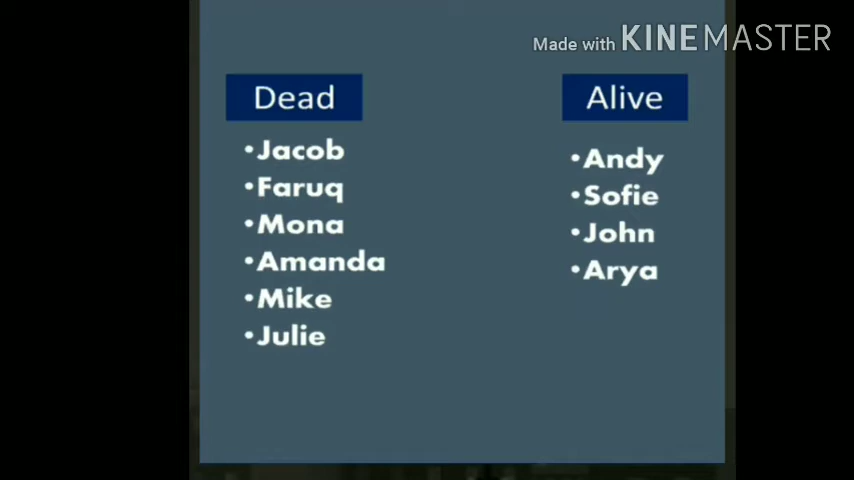 Made with KINEMASTER
Dead
•Jacob
•Faruq
•Mona
•Amanda
•Mike
•Julie
Alive
•Andy
•Sofie
•John
•Arya